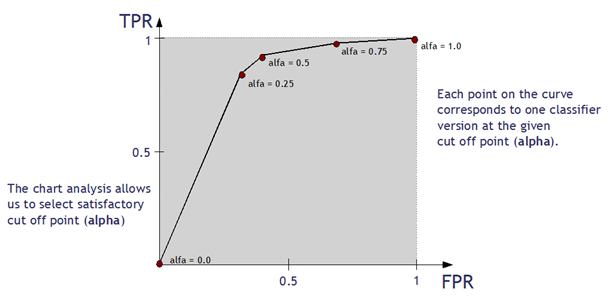 TPR
1
alfa = 0.75
alfa = 1.0
alfa = 0.5
alfa = 0.25
Each point on the curve
corresponds to one classifier
version at the given
cut off point (alpha).
0.5
The chart analysis allows
us to select satisfactory
cut off point (alpha)
alfa = 0.0
0.5
1
FPR